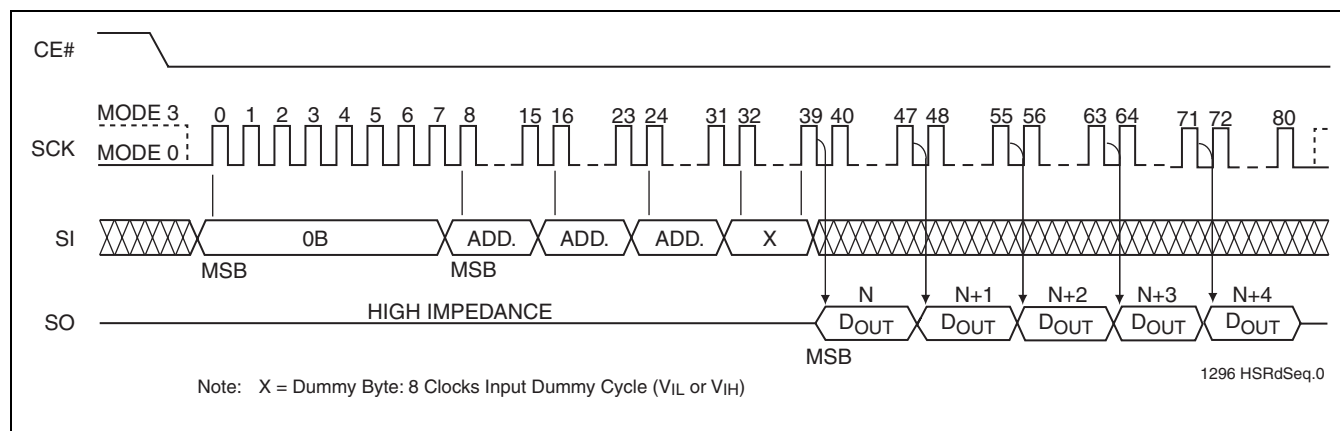 CE#
MODE 3
0 1 2 3 4 5 6 7 8 15 16 23 24 31 32 39 40 47 48 55 56 63 64 71 72 80
SCK
MODE 0
SI
0B ADD. ADD. ADD. X
MSB MSB
N N+1 N+2 N+3 N+4
HIGH IMPEDANCE
SO
DOUT DOUT DOUT DOUT DOUT
MSB
1296 HSRdSeq.0
Note: X = Dummy Byte: 8 Clocks Input Dummy Cycle (VIL or VIH)